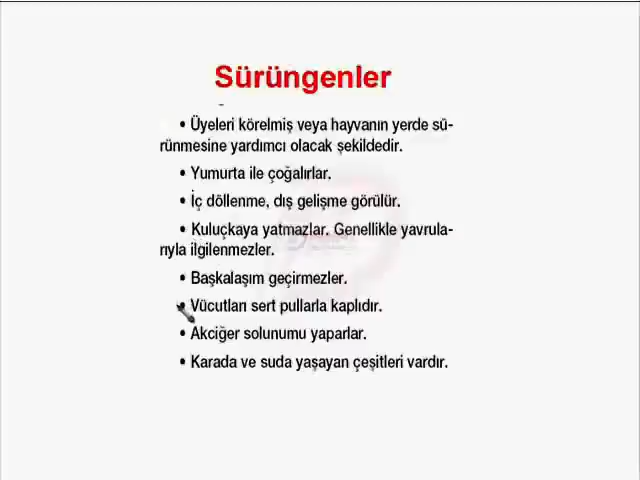 Sürüngenler
• Üyeleri körelmiş veya hayvanın yerde sü-
rünmesine yardımcı olacak şekildedir.
• Yumurta ile çoğalırlar.
• İç döllenme, dış gelişme görülür.
• Kuluçkaya yatmazlar. Genellikle yavrula-
rıyla ilgilenmezler.
• Başkalaşım geçirmezler.
• Vücutları sert pullarla kaplıdır.
• Akciğer solunumu yaparlar.
• Karada ve suda yaşayan çeşitleri vardır.